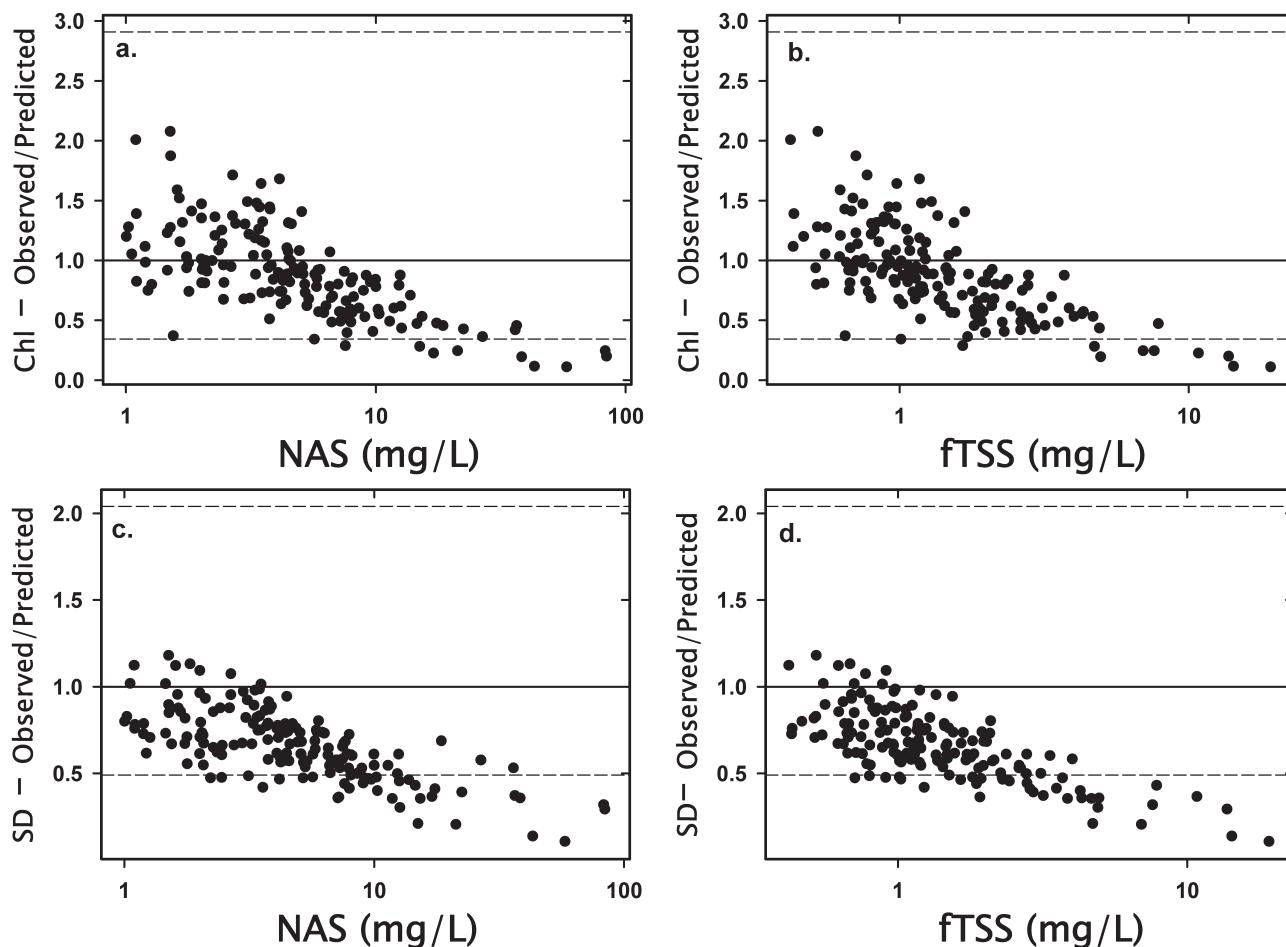 a.
Chl – Observed/Predicted
3.0
2.5
2.0
1.5
1.0
0.5
0.0
1 10 100
NAS (mg/L)
b.
Chl – Observed/Predicted
3.0
2.5
2.0
1.5
1.0
0.5
0.0
1 10
fTSS (mg/L)
c.
SD – Observed/Predicted
2.0
1.5
1.0
0.5
1 10 100
NAS (mg/L)
d.
SD– Observed/Predicted
2.0
1.5
1.0
0.5
0.0
1 10
fTSS (mg/L)